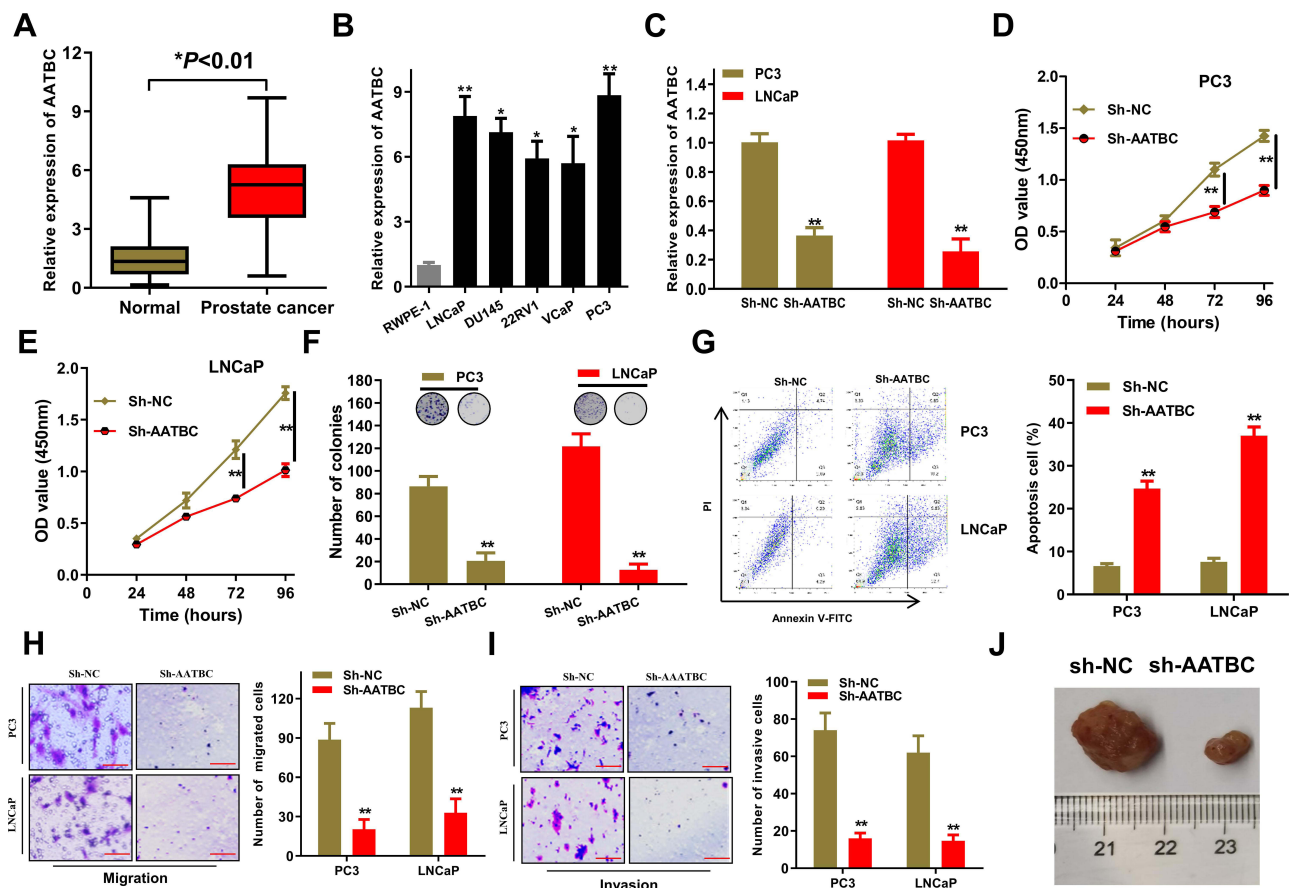 A
Relative expression of AATBC
12
9
6
3
0
*P<0.01
Normal
Prostate cancer
B
Relative expression of AATBC
9
6
3
0
**
*
*
*
**
RWPE-1
LNCaP
DU145
22RV1
VCaP
PC3
C
Relative expression of AATBC
PC3
LNCaP
1.4
1.2
1.0
0.8
0.6
0.4
0.2
0.0
**
**
Sh-NC
Sh-AATBC
Sh-NC
Sh-AATBC
D
PC3
OD value (450nm)
2.0
1.5
1.0
0.5
0.0
Sh-NC
Sh-AATBC
**
**
0
24
48
72
96
Time (hours)
E
LNCaP
OD value (450nm)
2.0
1.5
1.0
0.5
0.0
Sh-NC
Sh-AATBC
**
**
0
24
48
72
96
Time (hours)
F
Number of colonies
180
160
140
120
100
80
60
40
20
0
PC3
LNCaP
**
**
Sh-NC
Sh-AATBC
Sh-NC
Sh-AATBC
G
Sh-NC
Sh-AATBC
PC3
LNCaP
PI
Annexin V-FITC
Apoptosis cell (%)
50
40
30
20
10
0
Sh-NC
Sh-AATBC
**
**
PC3
LNCaP
H
Sh-NC
Sh-AATBC
PC3
LNCaP
Migration
Number of migrated cells
120
90
60
30
0
Sh-NC
Sh-AATBC
**
**
PC3
LNCaP
I
Sh-NC
Sh-AAATBC
PC3
LNCaP
Invasion
Number of invasive cells
100
80
60
40
20
0
Sh-NC
Sh-AATBC
**
**
PC3
LNCaP
J
sh-NC sh-AATBC
21
22
23